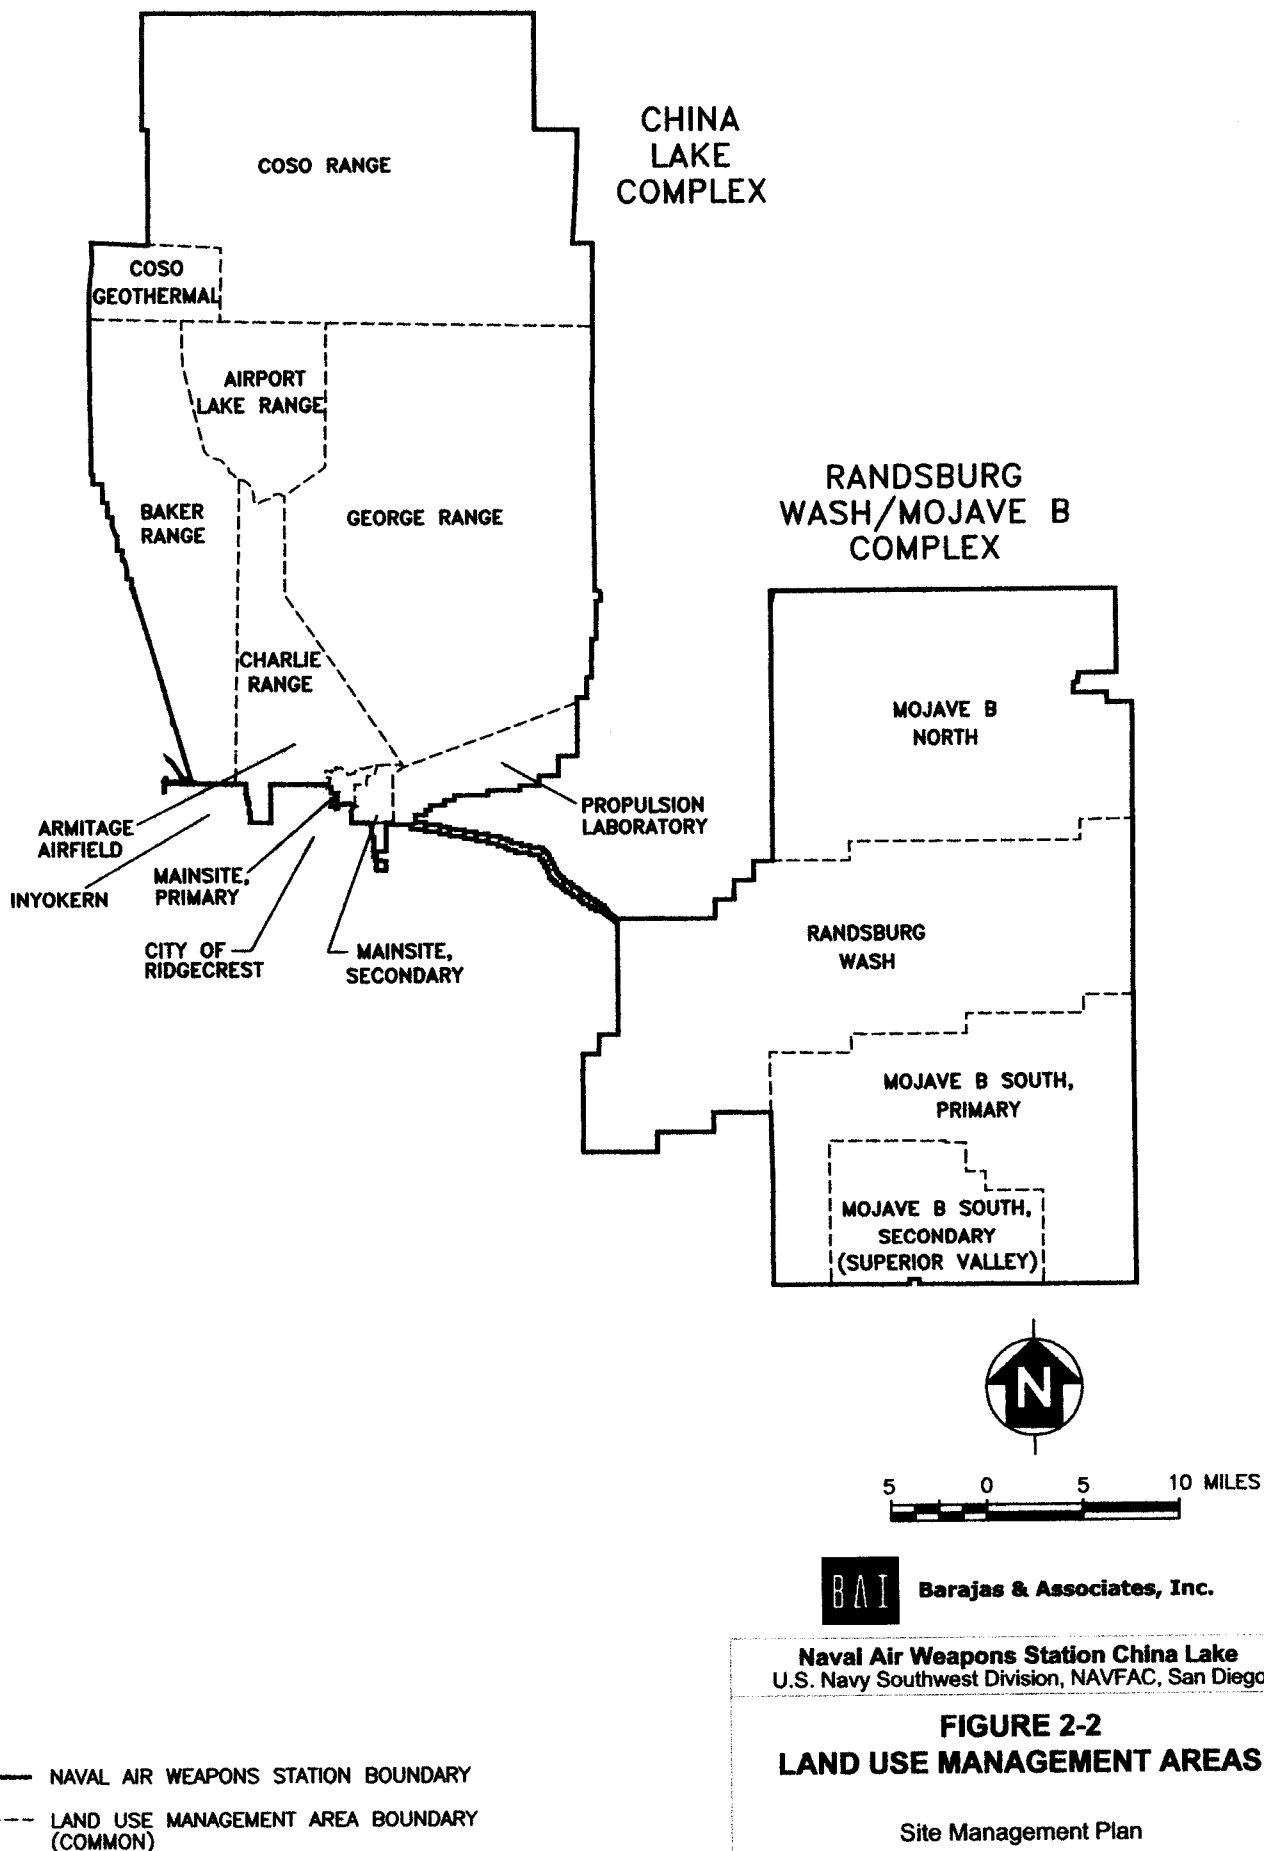 CHINA
LAKE
COMPLEX
COSO RANGE
COSO
GEOTHERMAL
AIRPORT
LAKE RANGE
BAKER
RANGE
GEORGE RANGE
RANDSBURG
WASH/MOJAVE B
COMPLEX
CHARLIE
RANGE
MOJAVE B
NORTH
PROPULSION
LABORATORY
ARMITAGE
AIRFIELD
INYOKERN
MAINSITE,
PRIMARY
CITY OF
RIDGECREST
MAINSITE,
SECONDARY
RANDSBURG
WASH
MOJAVE B SOUTH,
PRIMARY
MOJAVE B SOUTH,
SECONDARY
(SUPERIOR VALLEY)
N
5 0 5 10 MILES
BAI
Barajas & Associates, Inc.
Naval Air Weapons Station China Lake
U.S. Navy Southwest Division, NAVFAC, San Diego
FIGURE 2-2
LAND USE MANAGEMENT AREAS
Site Management Plan
NAVAL AIR WEAPONS STATION BOUNDARY
LAND USE MANAGEMENT AREA BOUNDARY
(COMMON)